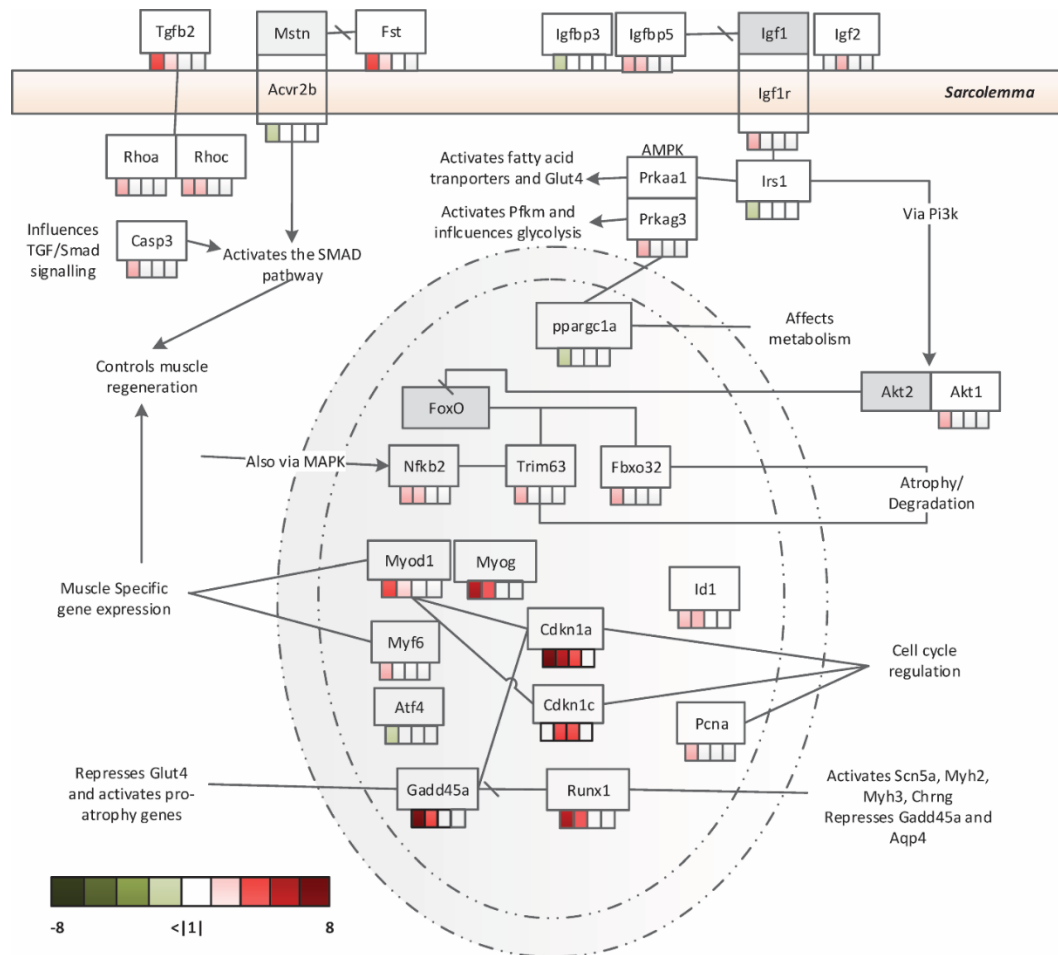 Tgfb2
Mstn
Fst
Igfbp3
Igfbp5
Igf1
Igf2
Acvr2b
Igf1r
Sarcolemma
Rhoa
Rhoc
AMPK
Activates fatty acid
tranporters and Glut4
Prkaa1
Irs1
Activates Pfkm and
inflcuences glycolysis
Prkag3
Via Pi3k
Influences
TGF/Smad
signalling
Casp3
Activates the SMAD
pathway
ppargc1a
Affects
metabolism
Controls muscle
regeneration
FoxO
Akt2
Akt1
Also via MAPK
Nfkb2
Trim63
Fbxo32
Atrophy/
Degradation
Muscle Specific
gene expression
Myod1
Myog
Id1
Myf6
Cdkn1a
Cell cycle
regulation
Atf4
Cdkn1c
Pcna
Represses Glut4
and activates pro-
atrophy genes
Gadd45a
Runx1
Activates Scn5a, Myh2,
Myh3, Chrng
Represses Gadd45a and
Aqp4
-8
<|1|
8